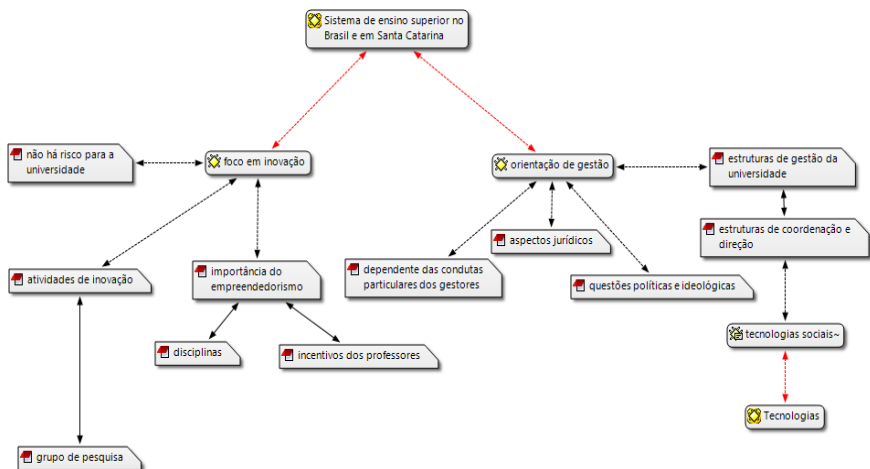 Sistema de ensino superior no
Brasil e em Santa Catarina
não há risco para a
universidade
foco em inovação
orientação de gestão
estruturas de gestão da
universidade
aspectos jurídicos
estruturas de coordenação e
direção
atividades de inovação
importância do
empreendedorismo
dependente das condutas
particulares dos gestores
questões políticas e ideológicas
disciplinas
incentivos dos professores
tecnologias sociais~
Tecnologias
grupo de pesquisa